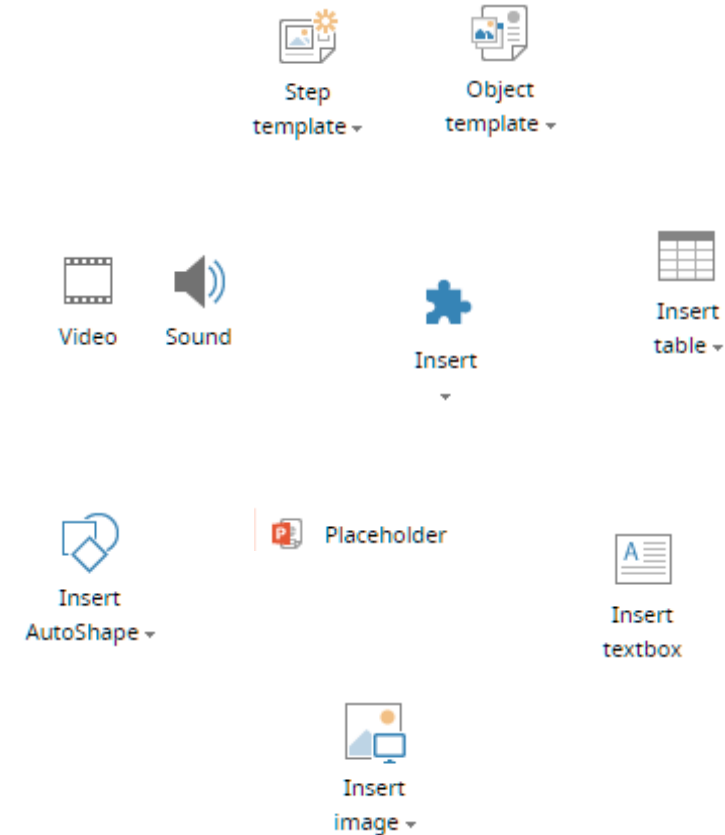 Step
template
Object
template
Video
Sound
Insert
Insert
table
Insert
AutoShape
P
Placeholder
A
Insert
textbox
Insert
image